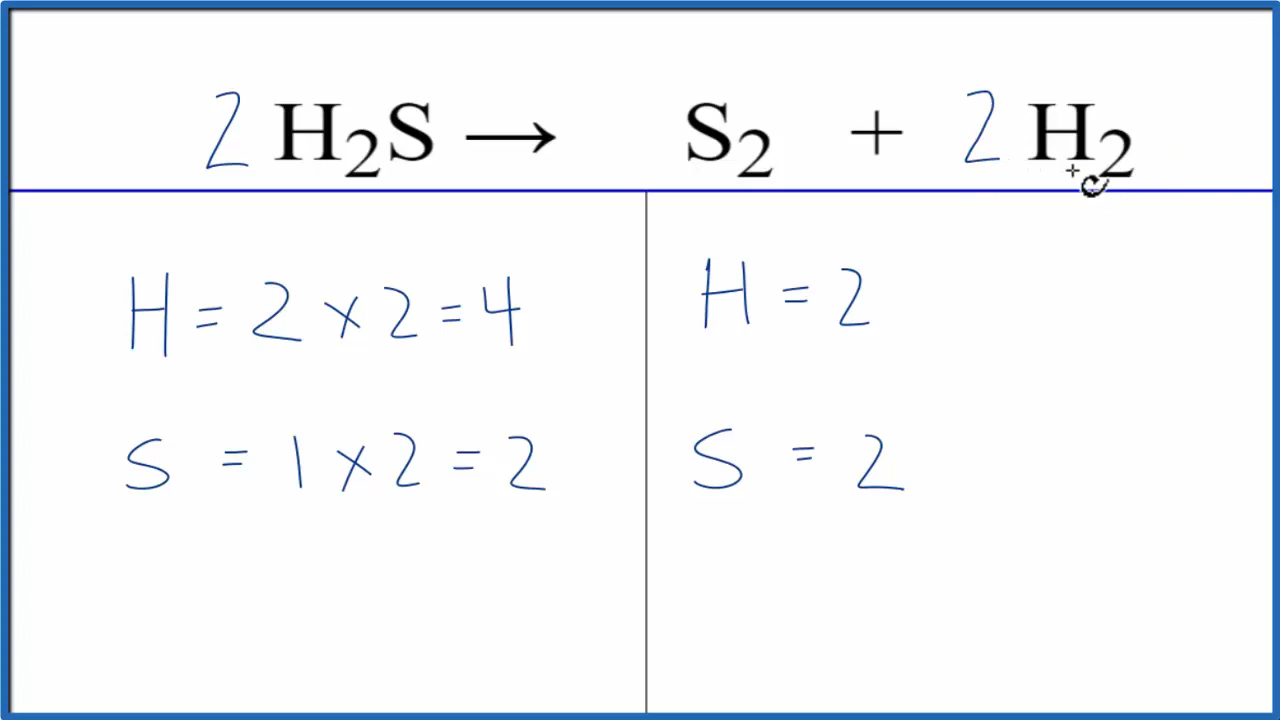 2 H₂S → S₂ + 2 H₂
H = 2 × 2 = 4
H = 2
S = 1 × 2 = 2
S = 2